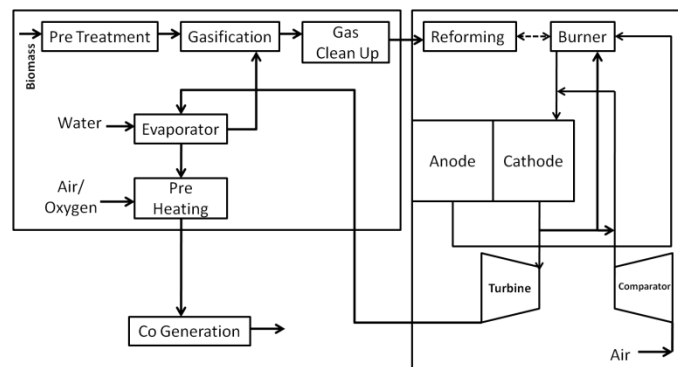 Biomass
Pre Treatment
Gasification
Gas
Clean Up
Reforming
Burner
Water
Evaporator
Air/
Oxygen
Pre
Heating
Anode
Cathode
Turbine
Comparator
Co Generation
Air